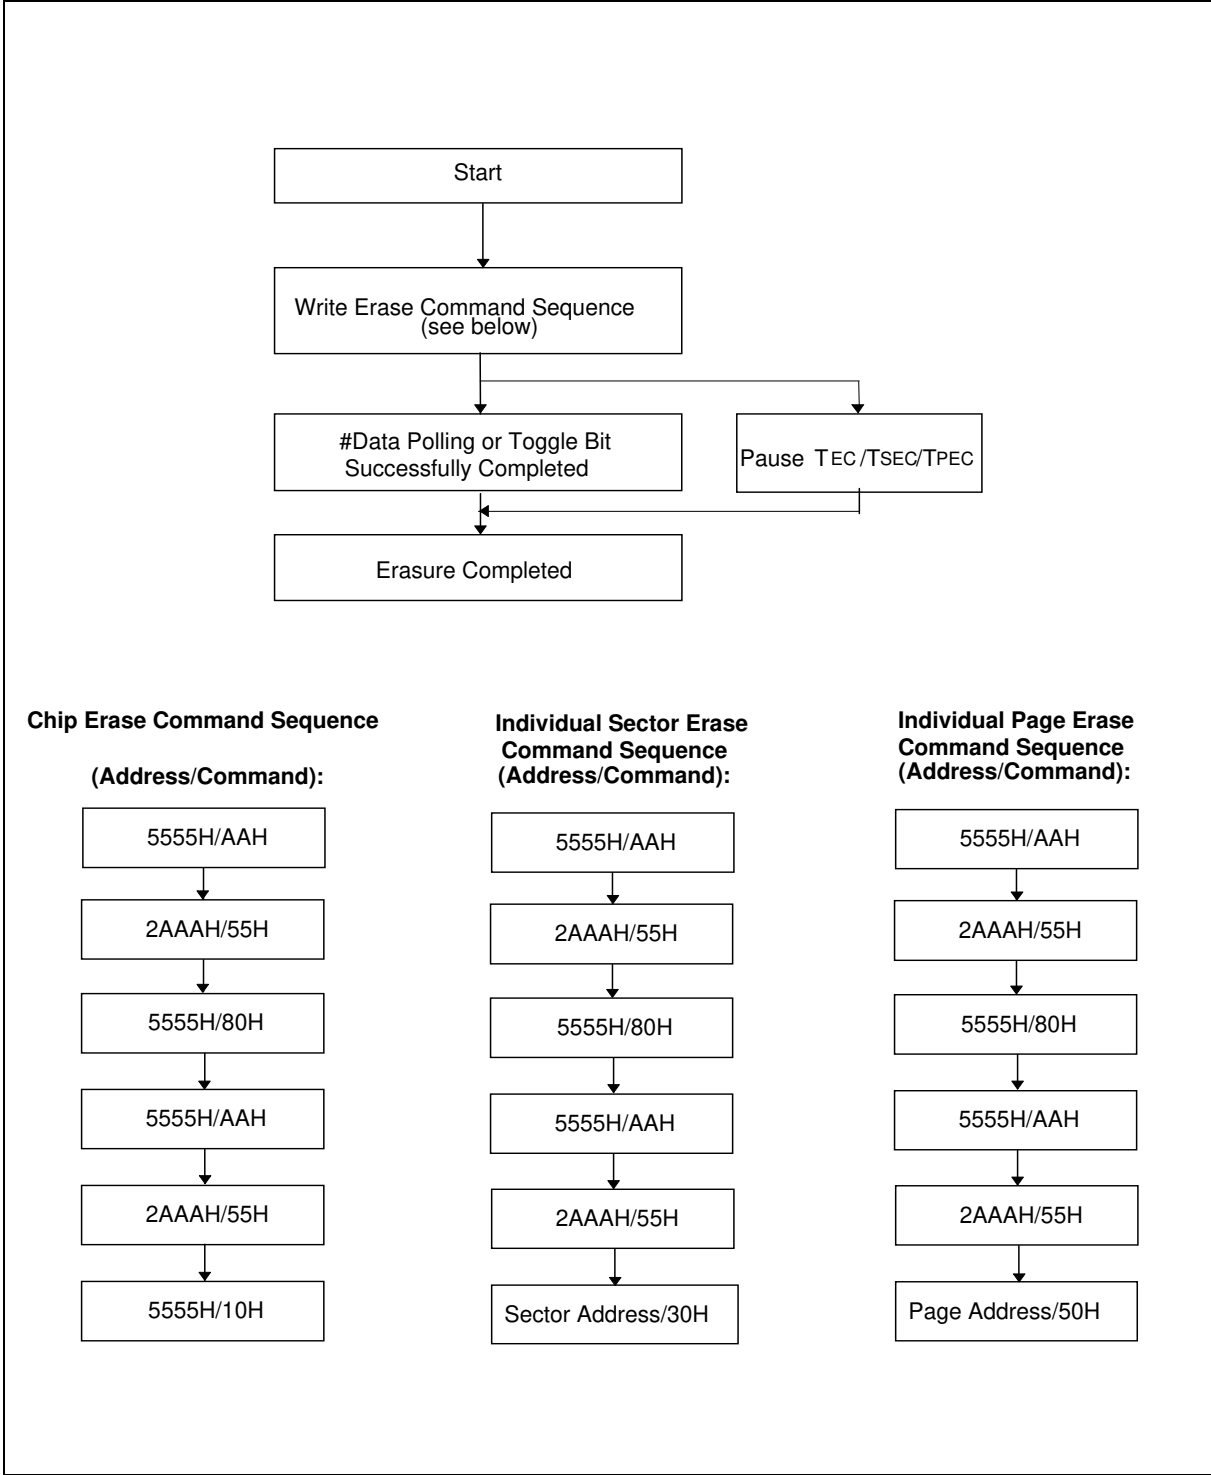 Start
Write Erase Command Sequence
(see below)
#Data Polling or Toggle Bit
Successfully Completed
Pause TEC/TSEC/TPEC
Erasure Completed
Chip Erase Command Sequence
(Address/Command):
5555H/AAH
2AAAH/55H
5555H/80H
5555H/AAH
2AAAH/55H
5555H/10H
Individual Sector Erase
Command Sequence
(Address/Command):
5555H/AAH
2AAAH/55H
5555H/80H
5555H/AAH
2AAAH/55H
Sector Address/30H
Individual Page Erase
Command Sequence
(Address/Command):
5555H/AAH
2AAAH/55H
5555H/80H
5555H/AAH
2AAAH/55H
Page Address/50H